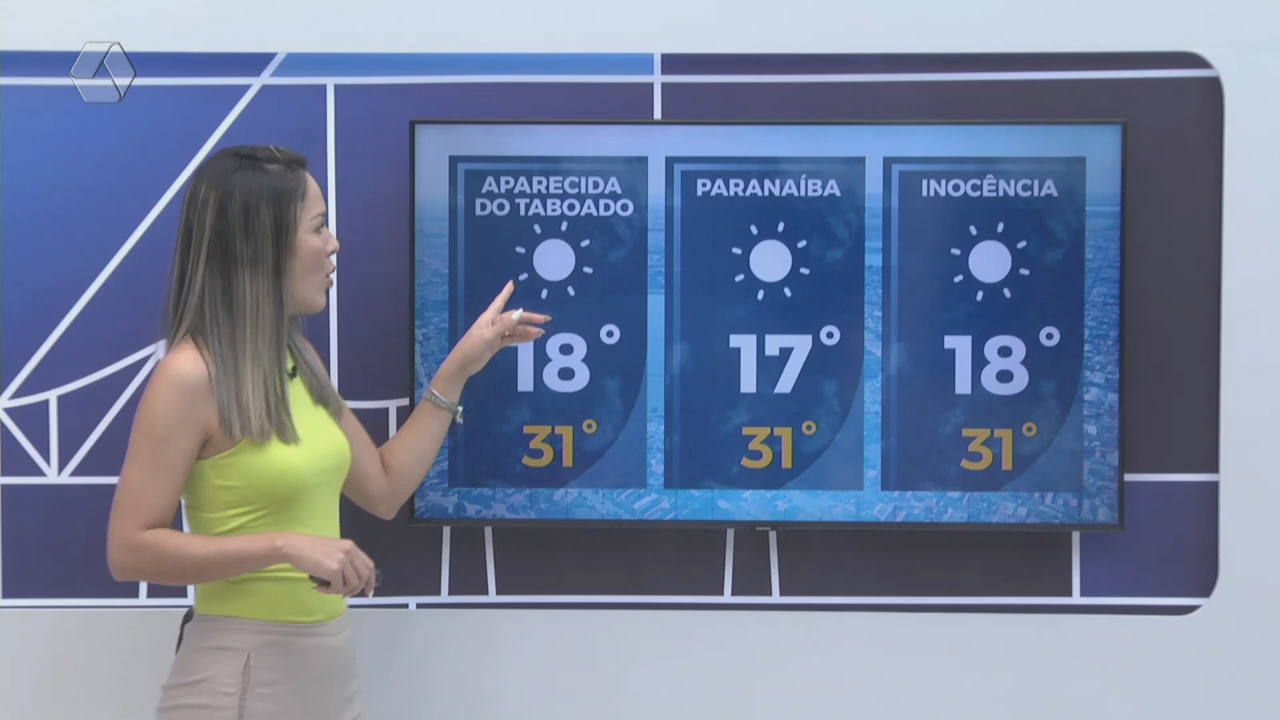 APARECIDA
DO TABOADO
18°
31°
PARANAÍBA
17°
31°
INOCÊNCIA
18°
31°